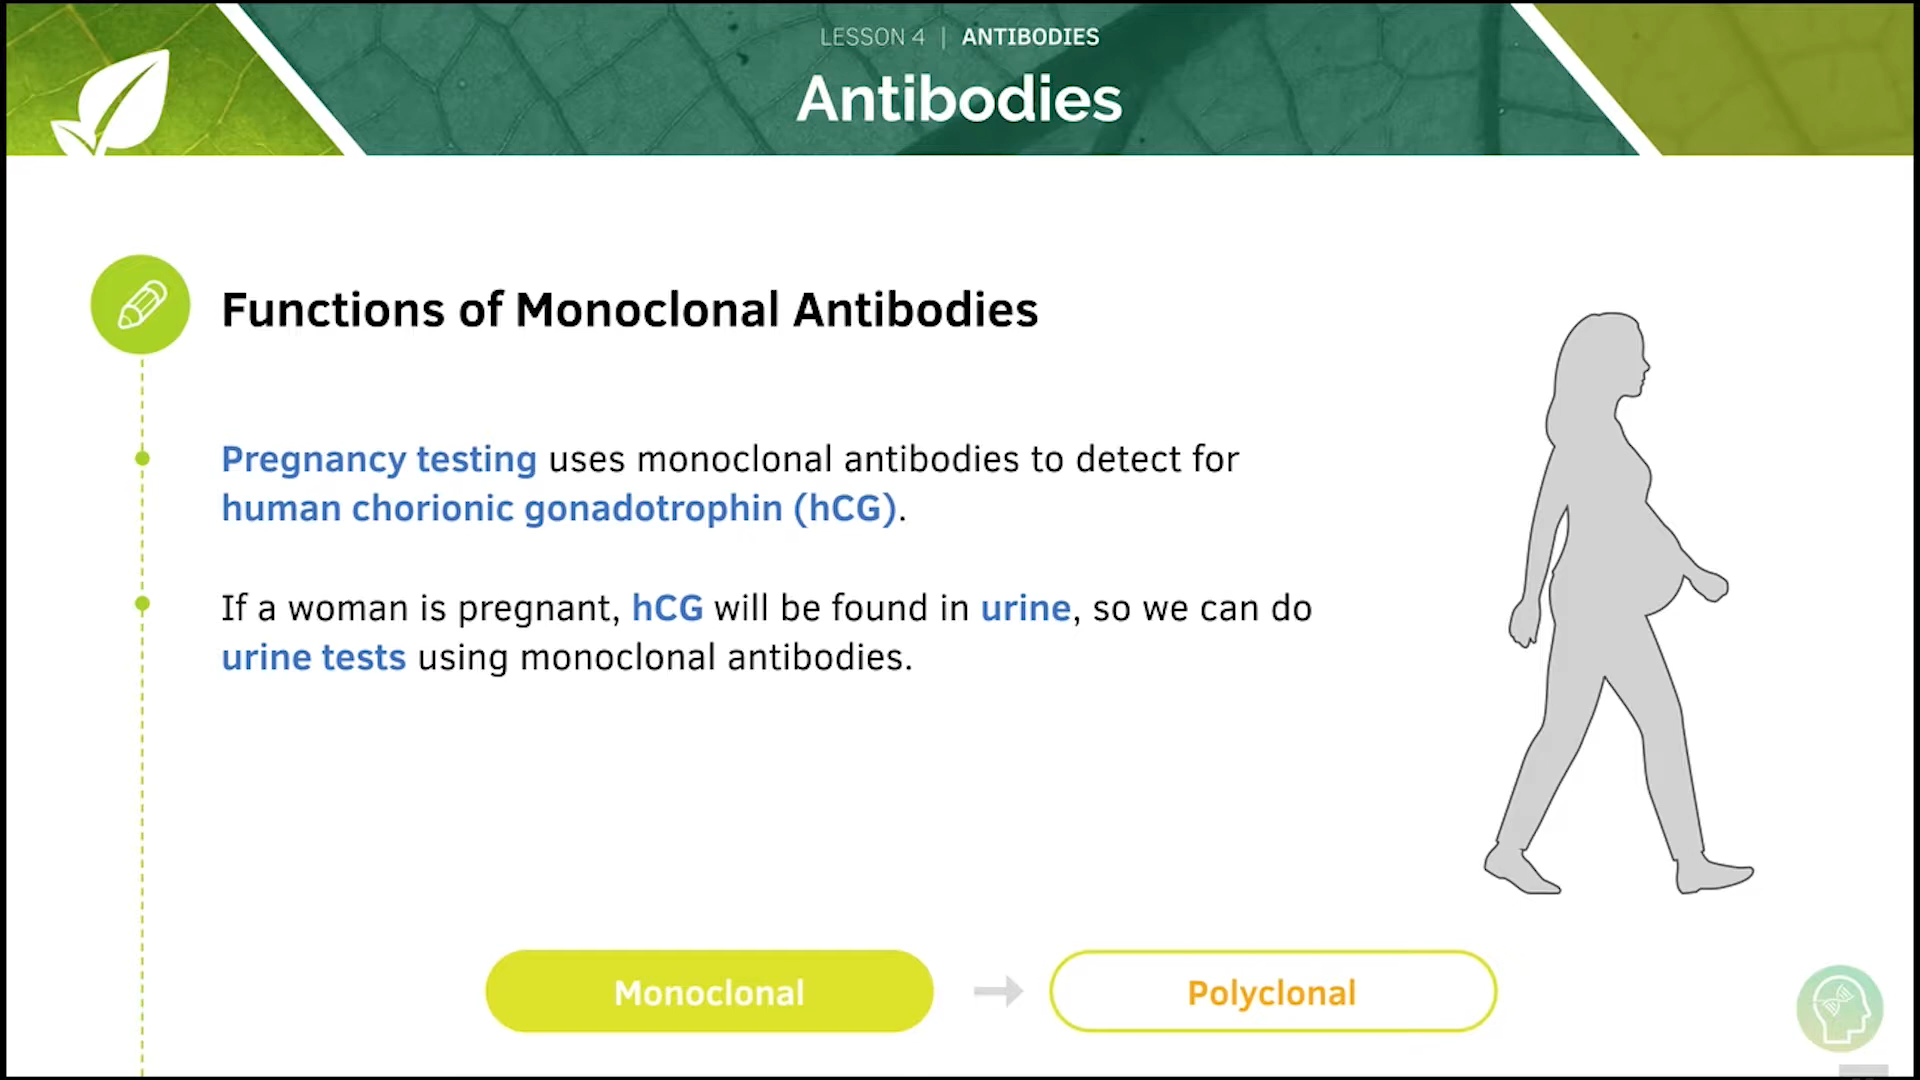 LESSON 4 | ANTIBODIES
Antibodies
Functions of Monoclonal Antibodies
Pregnancy testing uses monoclonal antibodies to detect for
human chorionic gonadotrophin (hCG).
If a woman is pregnant, hCG will be found in urine, so we can do
urine tests using monoclonal antibodies.
Monoclonal
Polyclonal